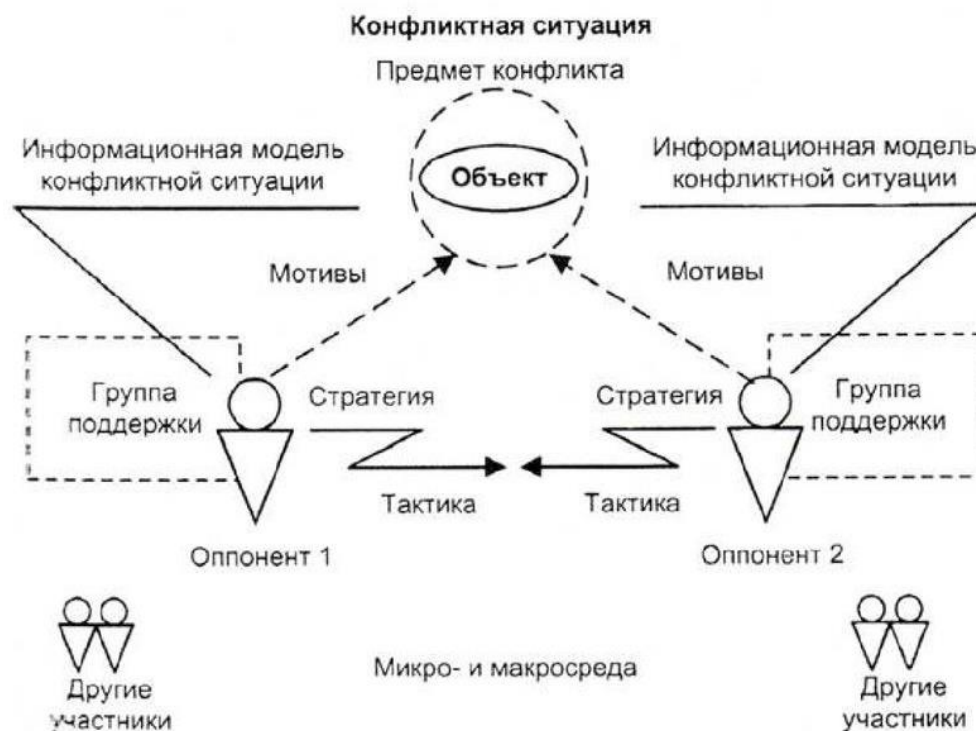 Конфликтная ситуация
Предмет конфликта
Информационная модель
конфликтной ситуации
Объект
Информационная модель
конфликтной ситуации
Мотивы
Мотивы
Группа
поддержки
Стратегия
Стратегия
Группа
поддержки
Тактика
Тактика
Оппонент 1
Оппонент 2
Микро- и макросреда
Другие
участники
Другие
участники